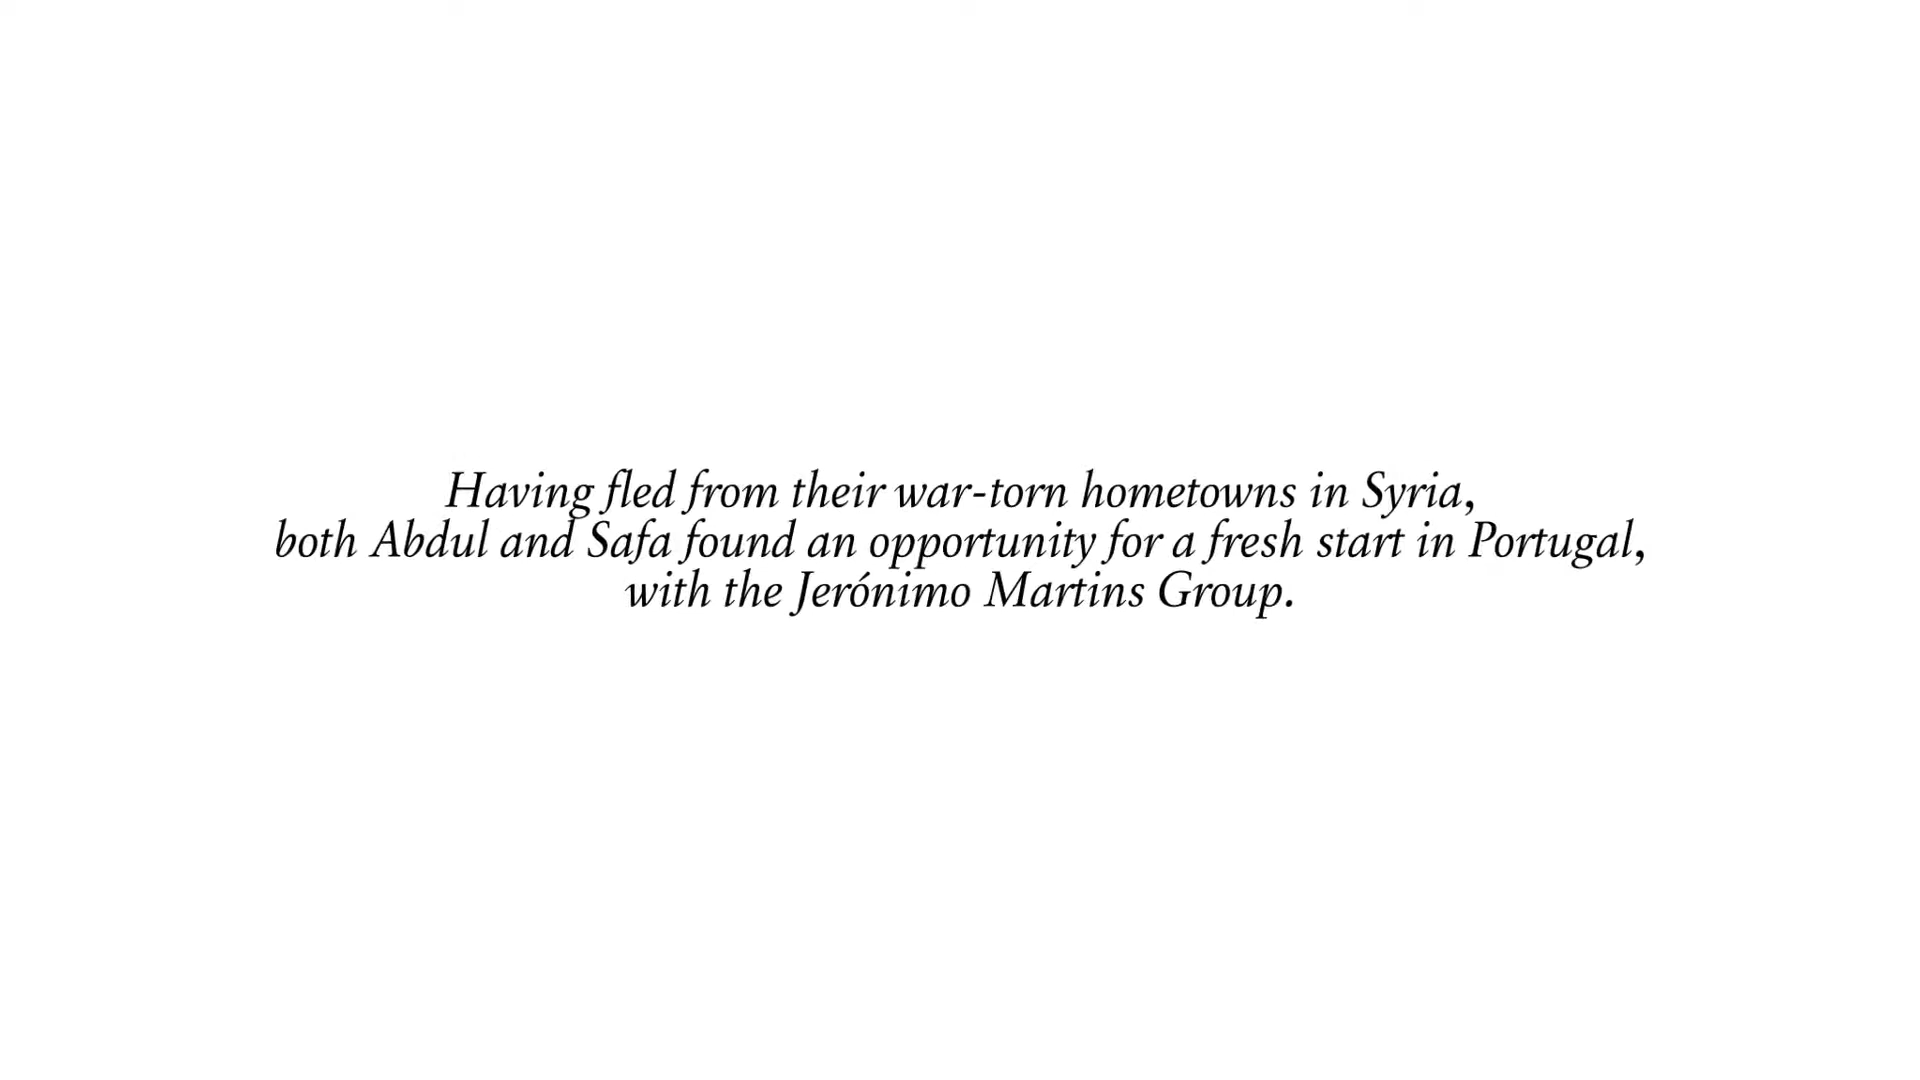 Having fled from their war-torn hometowns in Syria,
both Abdul and Safa found an opportunity for a fresh start in Portugal,
with the Jerónimo Martins Group.